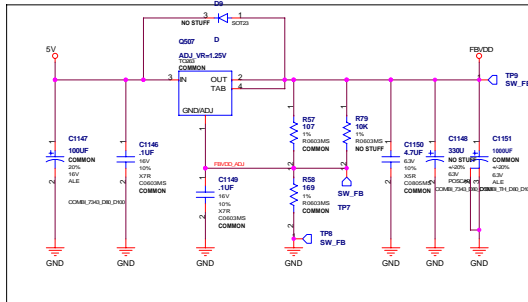 D9
3
1
NO STUFF
SOT23
Q507
D
ADJ_VR=1.25V
TO263
COMMON
5V
FBVDD
3
IN
OUT
2
TAB
4
GND/ADJ
1
TP9
SW_FB
R57
107
1%
R0603MS
COMMON
R79
10K
1%
R0603MS
NO STUFF
FBVDD_ADJ
C1147
100UF
COMMON
20%
16V
ALE
COMBI_7343_D80_D100
C1146
.1UF
16V
10%
X7R
C0603MS
COMMON
C1149
.1UF
16V
10%
X7R
C0603MS
COMMON
R58
169
1%
R0603MS
COMMON
SW_FB
TP7
TP8
SW_FB
C1150
4.7UF
6.3V
10%
X5R
C0805MS
COMMON
C1148
330U
NO STUFF
+/-20%
6.3V
POSCAP
COMBI_7343_D80_D100
C1151
1000UF
COMMON
+/-20%
6.3V
ALE
GND
GND
GND
GND
GND
GND
GND